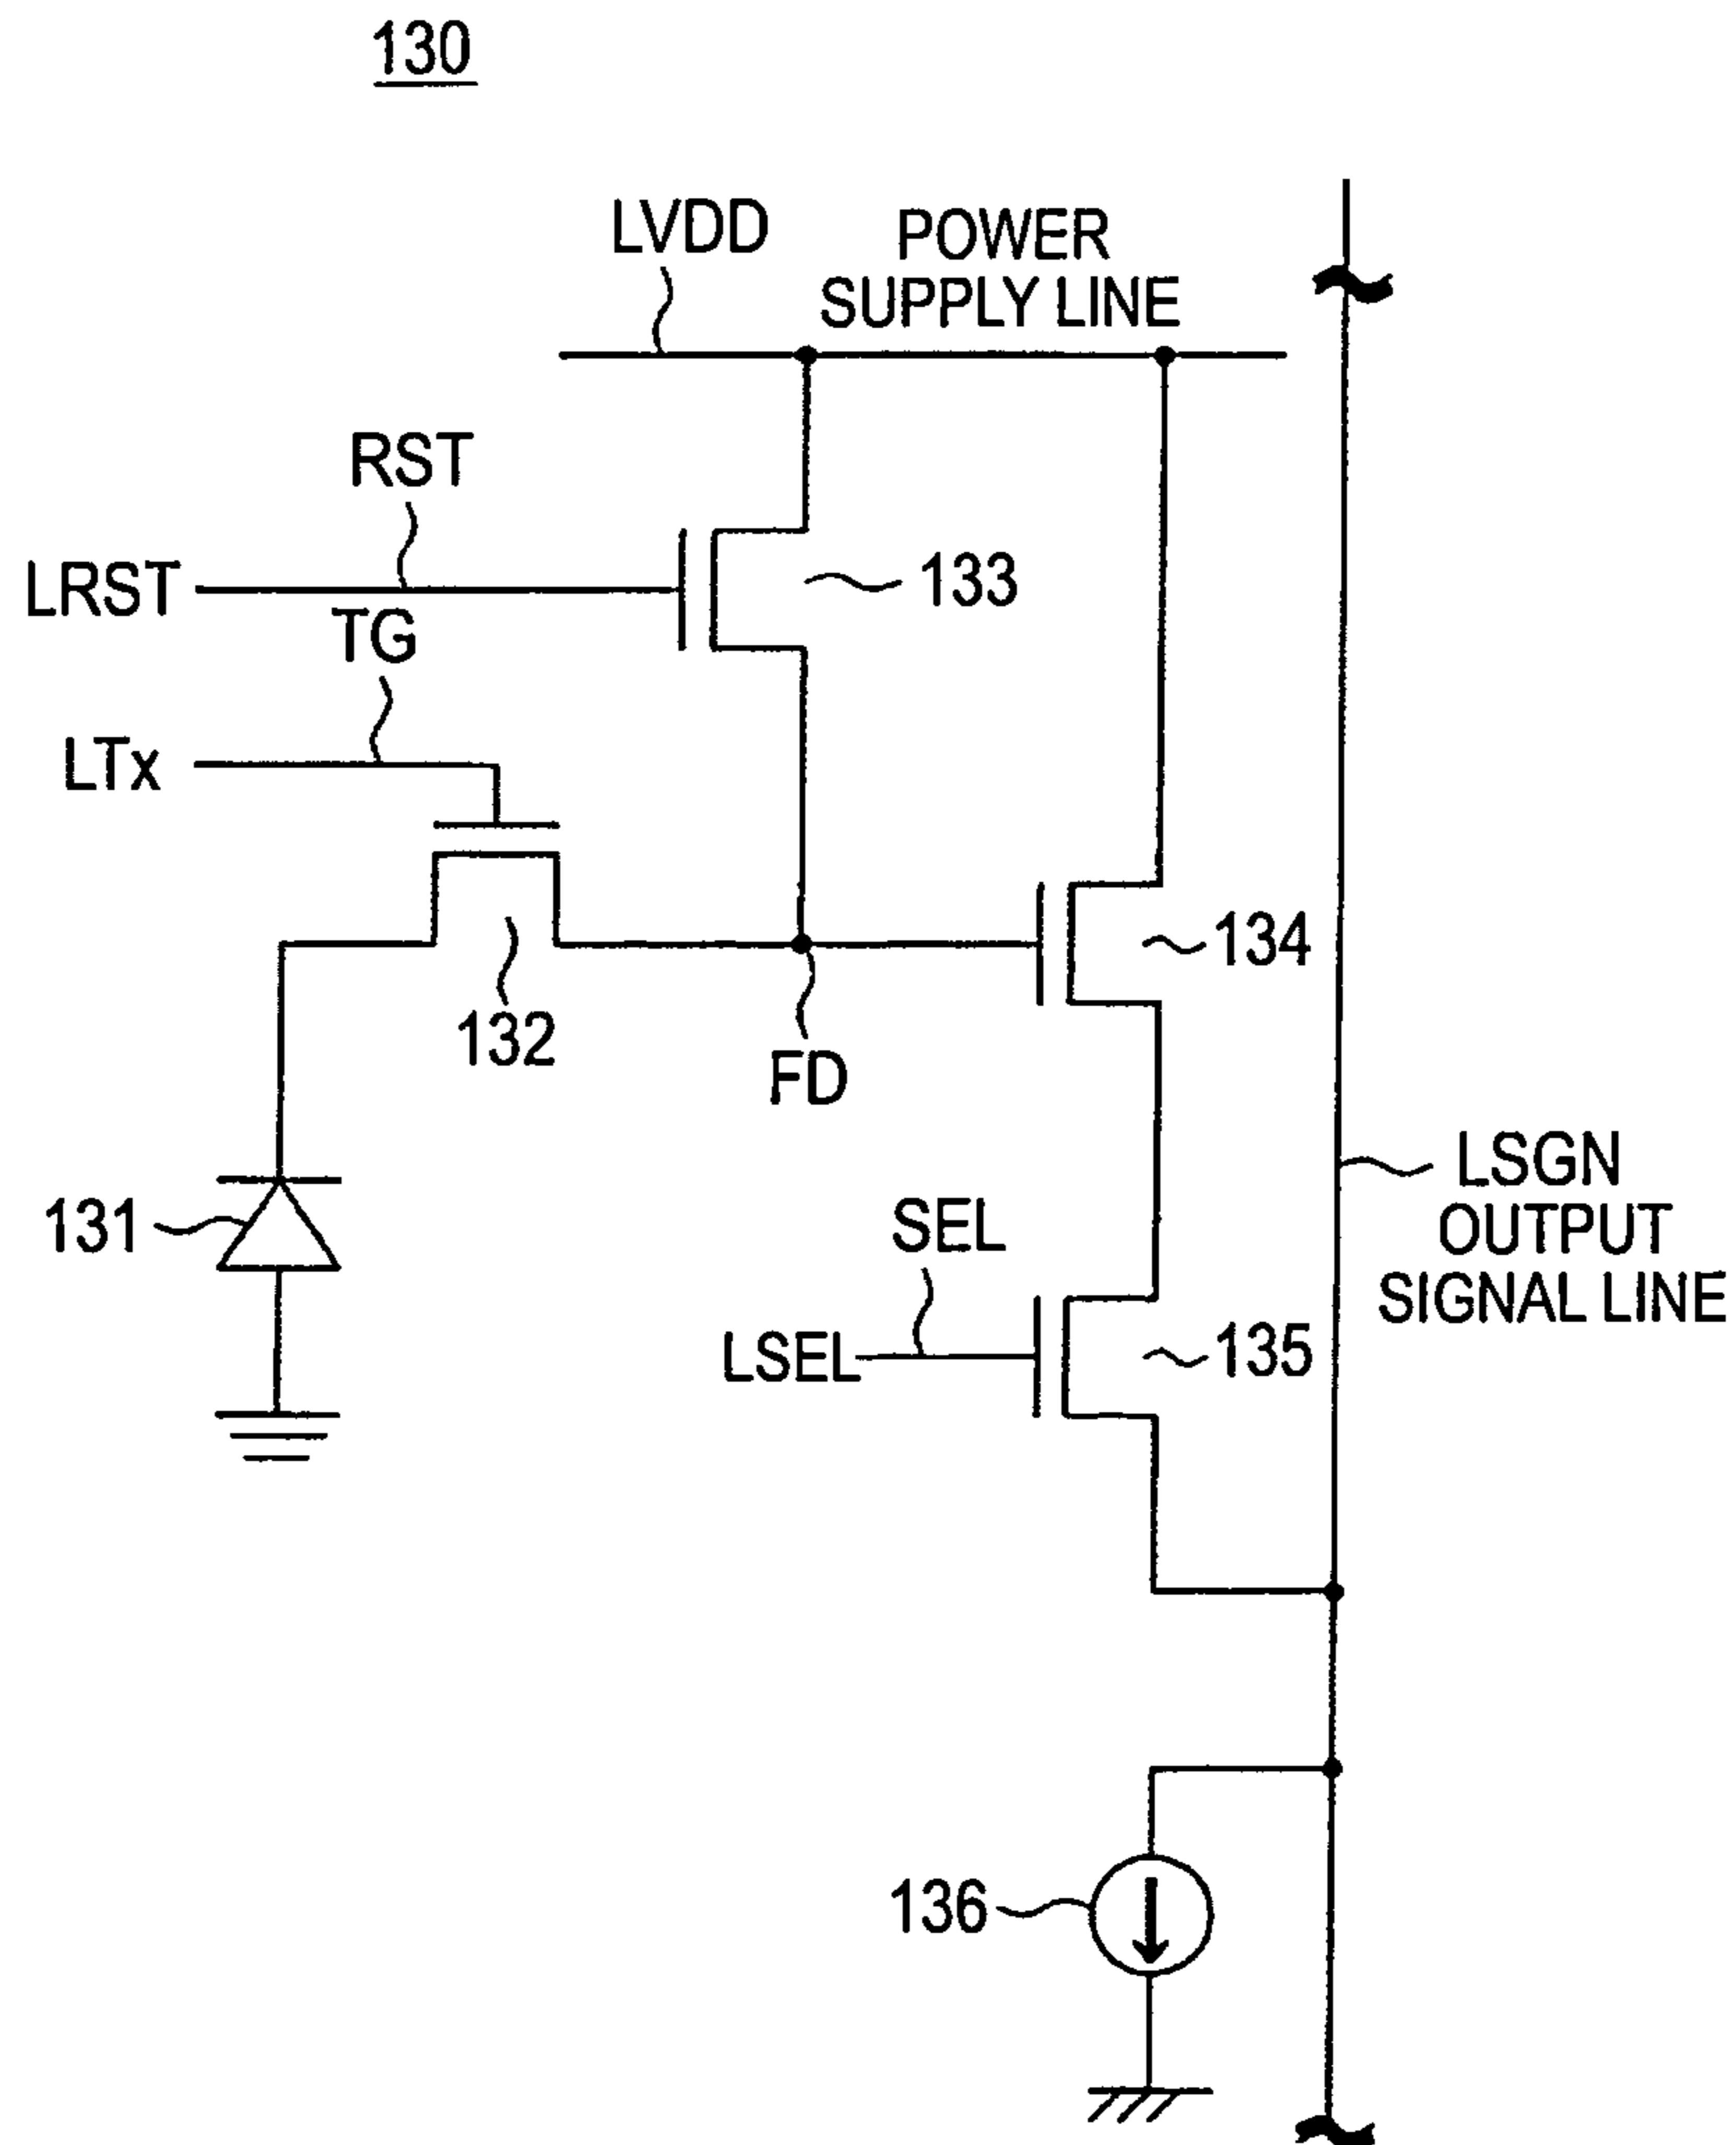 130
LVDD
POWER
SUPPLY LINE
RST
LRST
133
TG
LTx
134
132
FD
LSGN
OUTPUT
SIGNAL LINE
131
SEL
LSEL
135
136